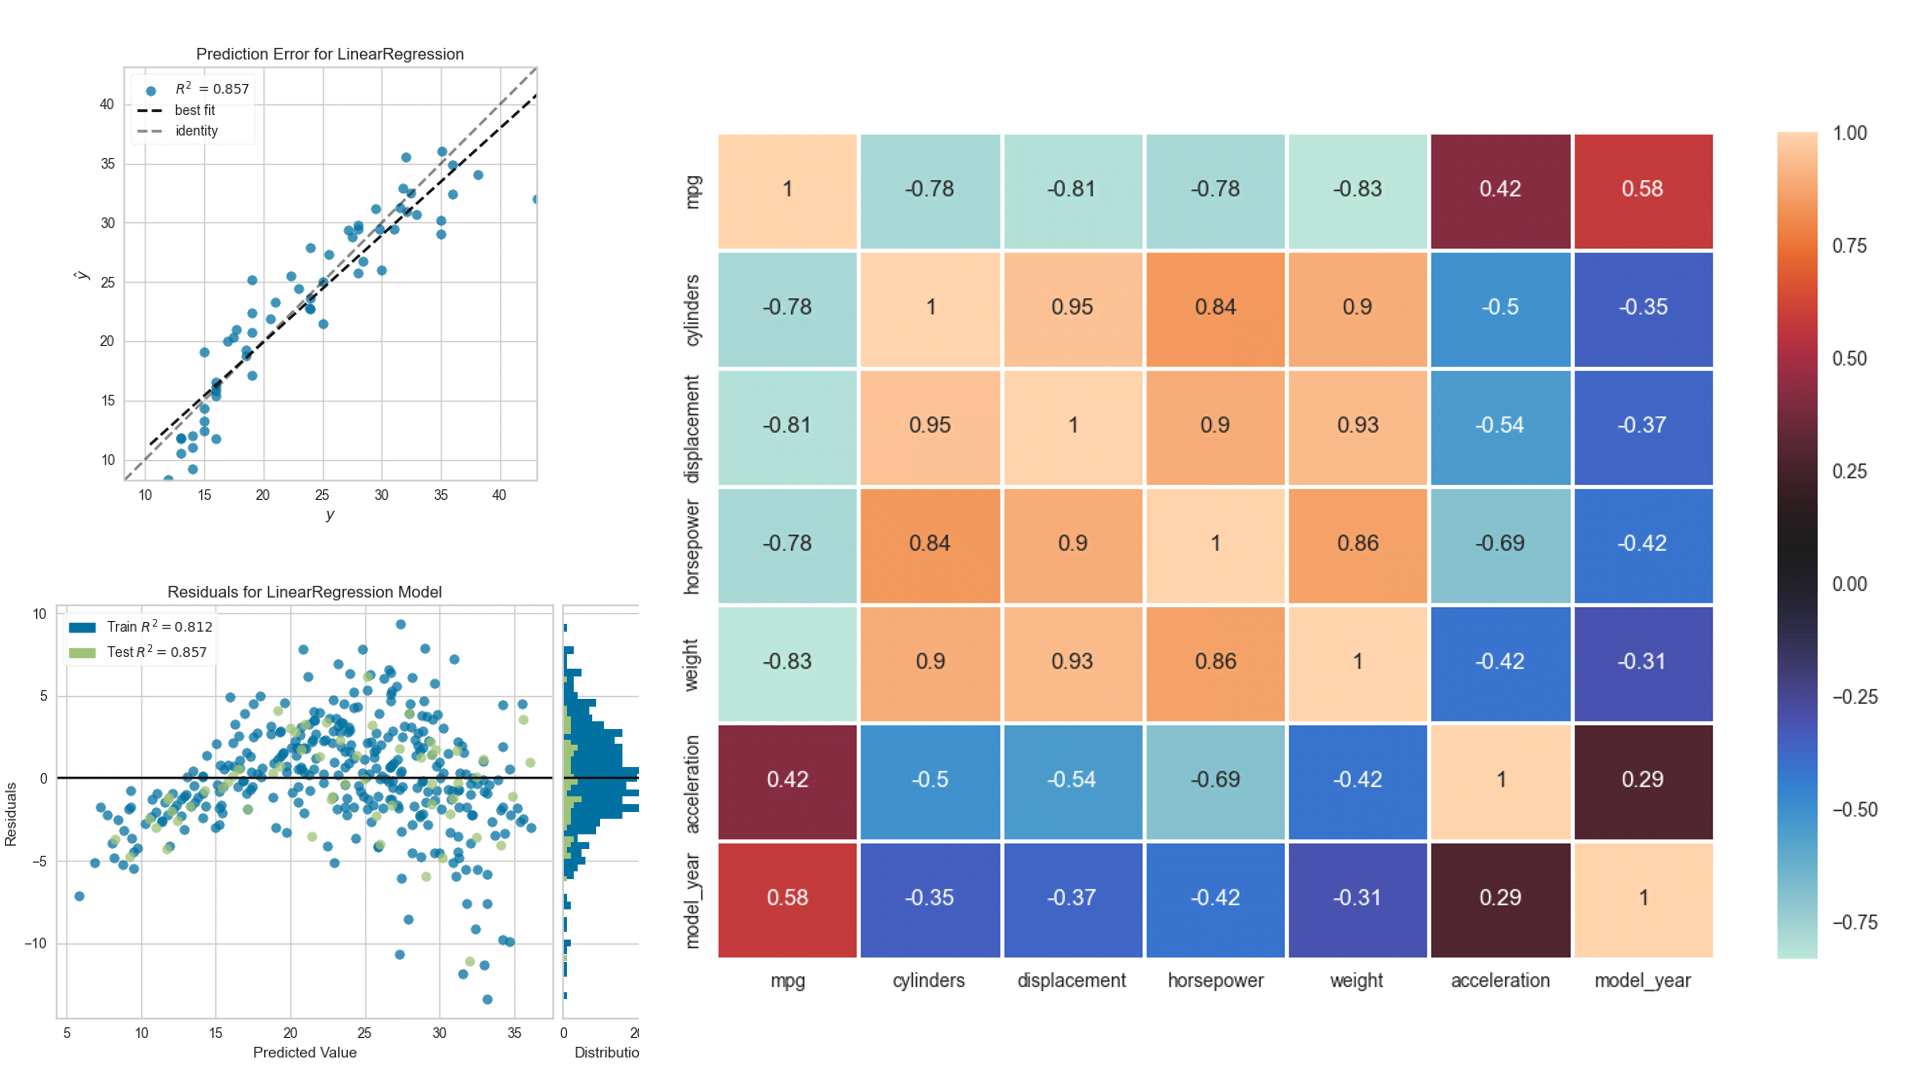 Prediction Error for LinearRegression
R² = 0.857
best fit
identity
40
35
30
25
20
15
10
ŷ
10 15 20 25 30 35 40
y
Residuals for LinearRegression Model
Train R² = 0.812
Test R² = 0.857
10
5
0
−5
−10
Residuals
5 10 15 20 25 30 35
Predicted Value
0 20
Distributio
mpg 1 -0.78 -0.81 -0.78 -0.83 0.42 0.58
cylinders -0.78 1 0.95 0.84 0.9 -0.5 -0.35
displacement -0.81 0.95 1 0.9 0.93 -0.54 -0.37
horsepower -0.78 0.84 0.9 1 0.86 -0.69 -0.42
weight -0.83 0.9 0.93 0.86 1 -0.42 -0.31
acceleration 0.42 -0.5 -0.54 -0.69 -0.42 1 0.29
model_year 0.58 -0.35 -0.37 -0.42 -0.31 0.29 1
mpg cylinders displacement horsepower weight acceleration model_year
1.00
0.75
0.50
0.25
0.00
−0.25
−0.50
−0.75